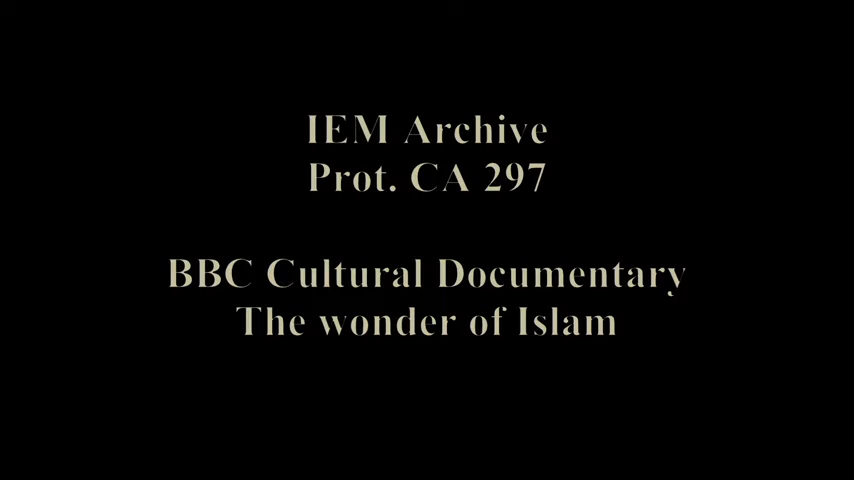 IEM Archive
Prot. CA 297
BBC Cultural Documentary
The wonder of Islam